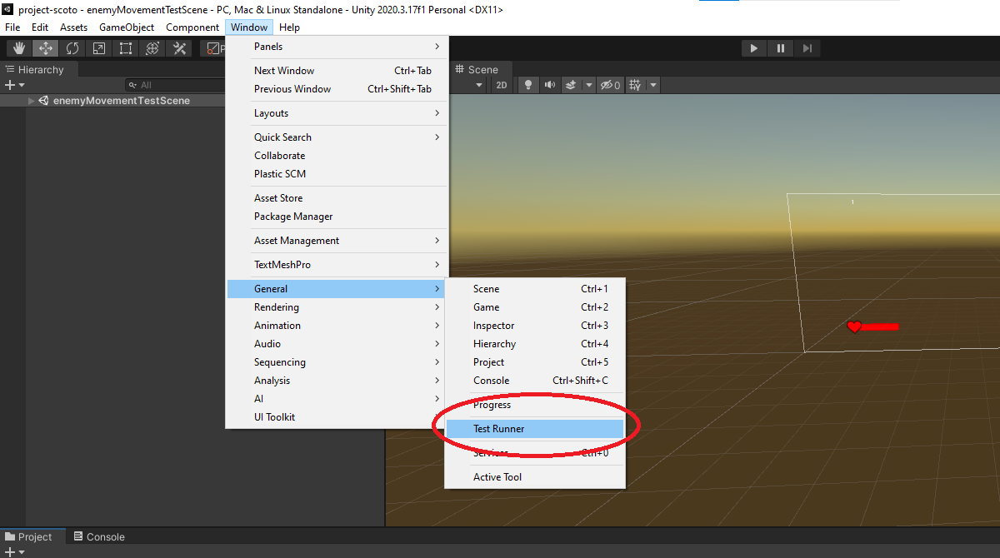 project-scoto - enemyMovementTestScene - PC, Mac & Linux Standalone - Unity 2020.3.17f1 Personal <DX11>
File Edit Assets GameObject Component Window Help
P
Hierarchy
All
enemyMovementTestScene
Panels
Next Window Ctrl+Tab
Previous Window Ctrl+Shift+Tab
Layouts
Quick Search
Collaborate
Plastic SCM
Asset Store
Package Manager
Asset Management
TextMeshPro
General
Rendering
Animation
Audio
Sequencing
Analysis
AI
UI Toolkit
Scene Ctrl+1
Game Ctrl+2
Inspector Ctrl+3
Hierarchy Ctrl+4
Project Ctrl+5
Console Ctrl+Shift+C
Progress
Test Runner
Services Ctrl+0
Active Tool
Scene
2D 0
1
Project Console